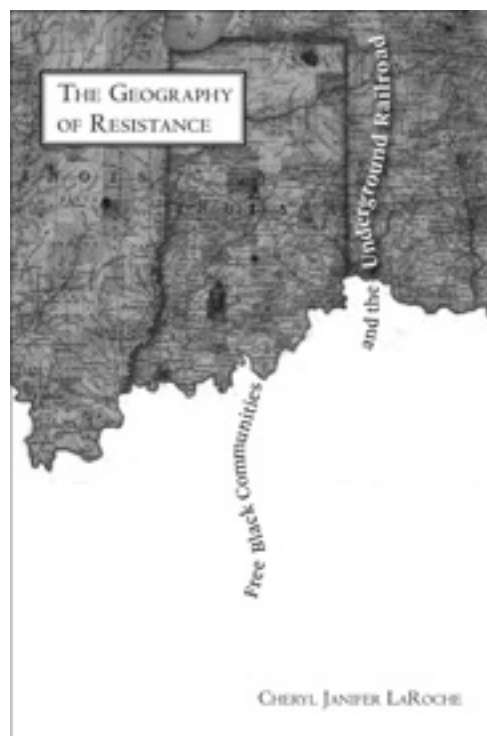 THE GEOGRAPHY
OF RESISTANCE
Free Black Communities
and the Underground Railroad
CHERYL JANIFER LAROCHE